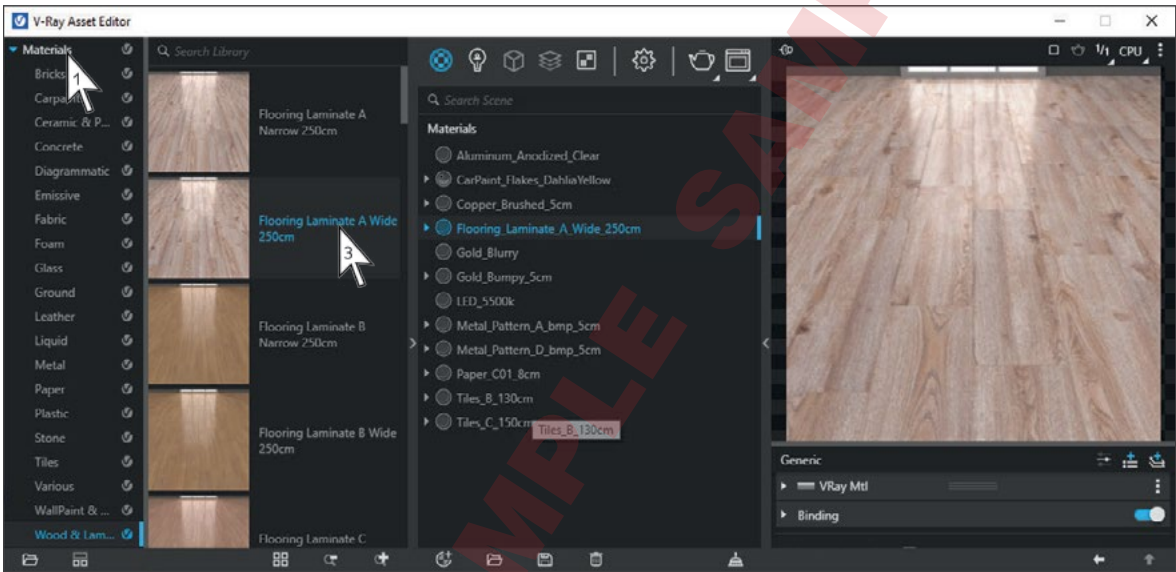 V-Ray Asset Editor
Materials
Bricks
Ceramic & P...
Concrete
Diagrammatic
Emissive
Fabric
Foam
Glass
Ground
Leather
Liquid
Metal
Paper
Plastic
Stone
Tiles
Various
WallPaint & ...
Wood & Lam...
1
Search Library
Flooring Laminate A
Narrow 250cm
Flooring Laminate A Wide
250cm
3
Flooring Laminate B
Narrow 250cm
Flooring Laminate B Wide
250cm
Flooring Laminate C
Search Scene
Materials
Aluminum_Anodized_Clear
CarPaint_Flakes_DahliaYellow
Copper_Brushed_5cm
Flooring_Laminate_A_Wide_250cm
Gold_Blurry
Gold_Bumpy_5cm
LED_5500k
Metal_Pattern_A_bmp_5cm
Metal_Pattern_D_bmp_5cm
Paper_C01_8cm
Tiles_B_130cm
Tiles_C_150cm
Tiles_B_130cm
1/1 CPU
Generic
VRay Mtl
Binding
SAMPLE